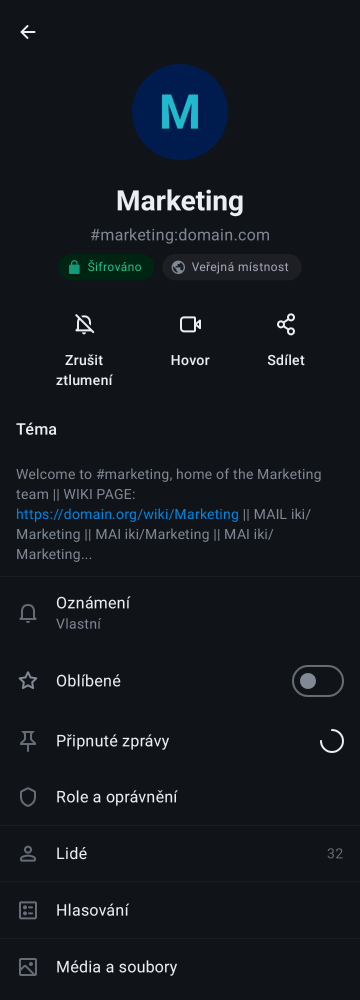 M
Marketing
#marketing:domain.com
Šifrováno
Veřejná místnost
Zrušit
ztlumení
Hovor
Sdílet
Téma
Welcome to #marketing, home of the Marketing
team || WIKI PAGE:
https://domain.org/wiki/Marketing || MAIL iki/
Marketing || MAI iki/Marketing || MAI iki/
Marketing...
Oznámení
Vlastní
Oblíbené
Připnuté zprávy
Role a oprávnění
Lidé 32
Hlasování
Média a soubory